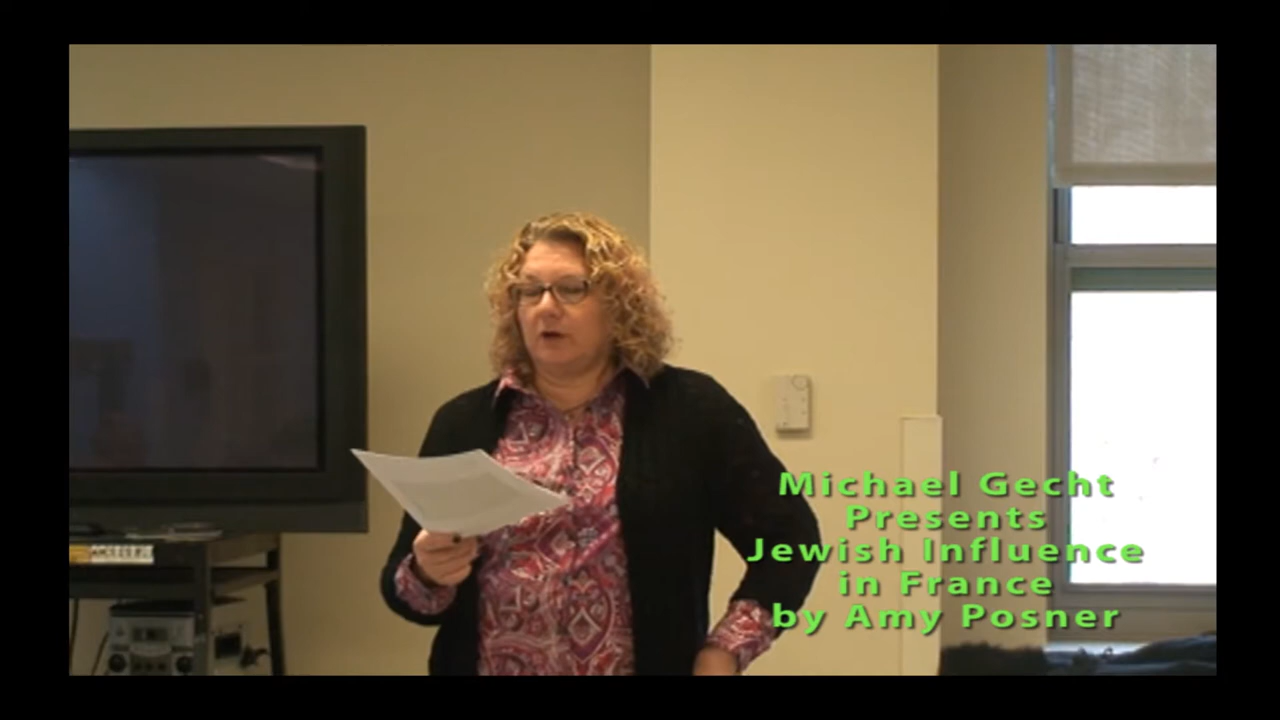 Michael Gecht
Presents
Jewish Influence
in France
by Amy Posner